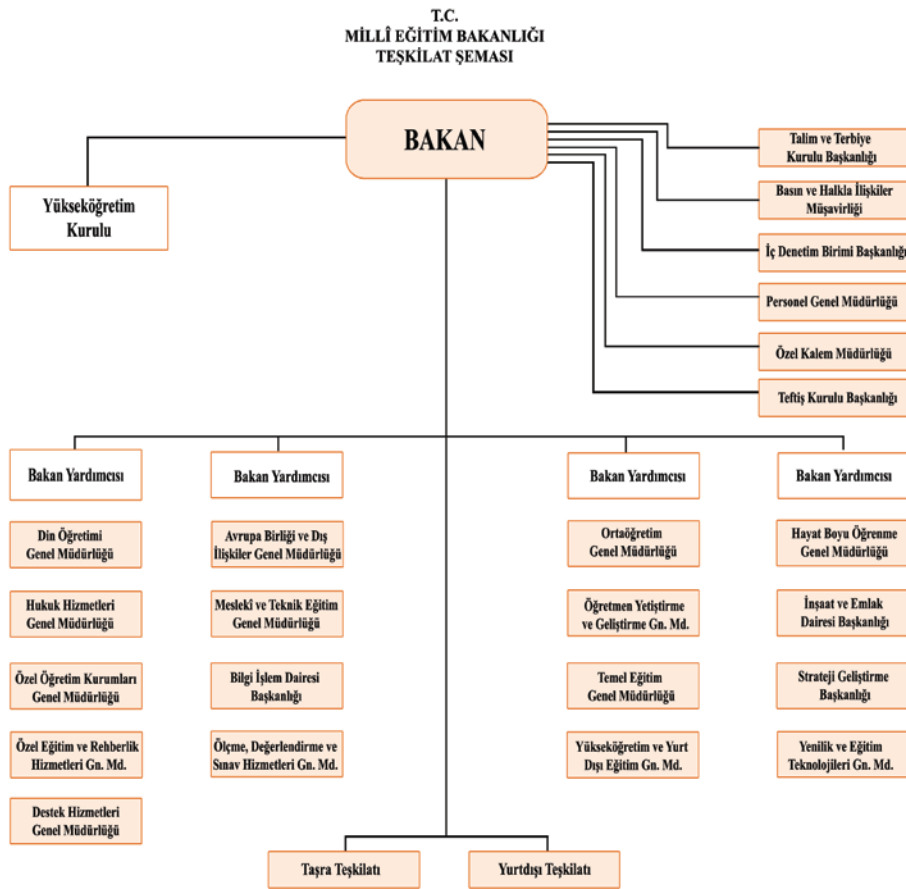 T.C.
MİLLÎ EĞİTİM BAKANLIĞI
TEŞKİLAT ŞEMASI
BAKAN
Yükseköğretim
Kurulu
Talim ve Terbiye
Kurulu Başkanlığı
Basın ve Halkla İlişkiler
Müşavirliği
İç Denetim Birimi Başkanlığı
Personel Genel Müdürlüğü
Özel Kalem Müdürlüğü
Teftiş Kurulu Başkanlığı
Bakan Yardımcısı
Din Öğretimi
Genel Müdürlüğü
Hukuk Hizmetleri
Genel Müdürlüğü
Özel Öğretim Kurumları
Genel Müdürlüğü
Özel Eğitim ve Rehberlik
Hizmetleri Gn. Md.
Destek Hizmetleri
Genel Müdürlüğü
Bakan Yardımcısı
Avrupa Birliği ve Dış
İlişkiler Genel Müdürlüğü
Meslekî ve Teknik Eğitim
Genel Müdürlüğü
Bilgi İşlem Dairesi
Başkanlığı
Ölçme, Değerlendirme ve
Sınav Hizmetleri Gn. Md.
Bakan Yardımcısı
Ortaöğretim
Genel Müdürlüğü
Öğretmen Yetiştirme
ve Geliştirme Gn. Md.
Temel Eğitim
Genel Müdürlüğü
Yükseköğretim ve Yurt
Dışı Eğitim Gn. Md.
Bakan Yardımcısı
Hayat Boyu Öğrenme
Genel Müdürlüğü
İnşaat ve Emlak
Dairesi Başkanlığı
Strateji Geliştirme
Başkanlığı
Yenilik ve Eğitim
Teknolojileri Gn. Md.
Taşra Teşkilatı
Yurtdışı Teşkilatı